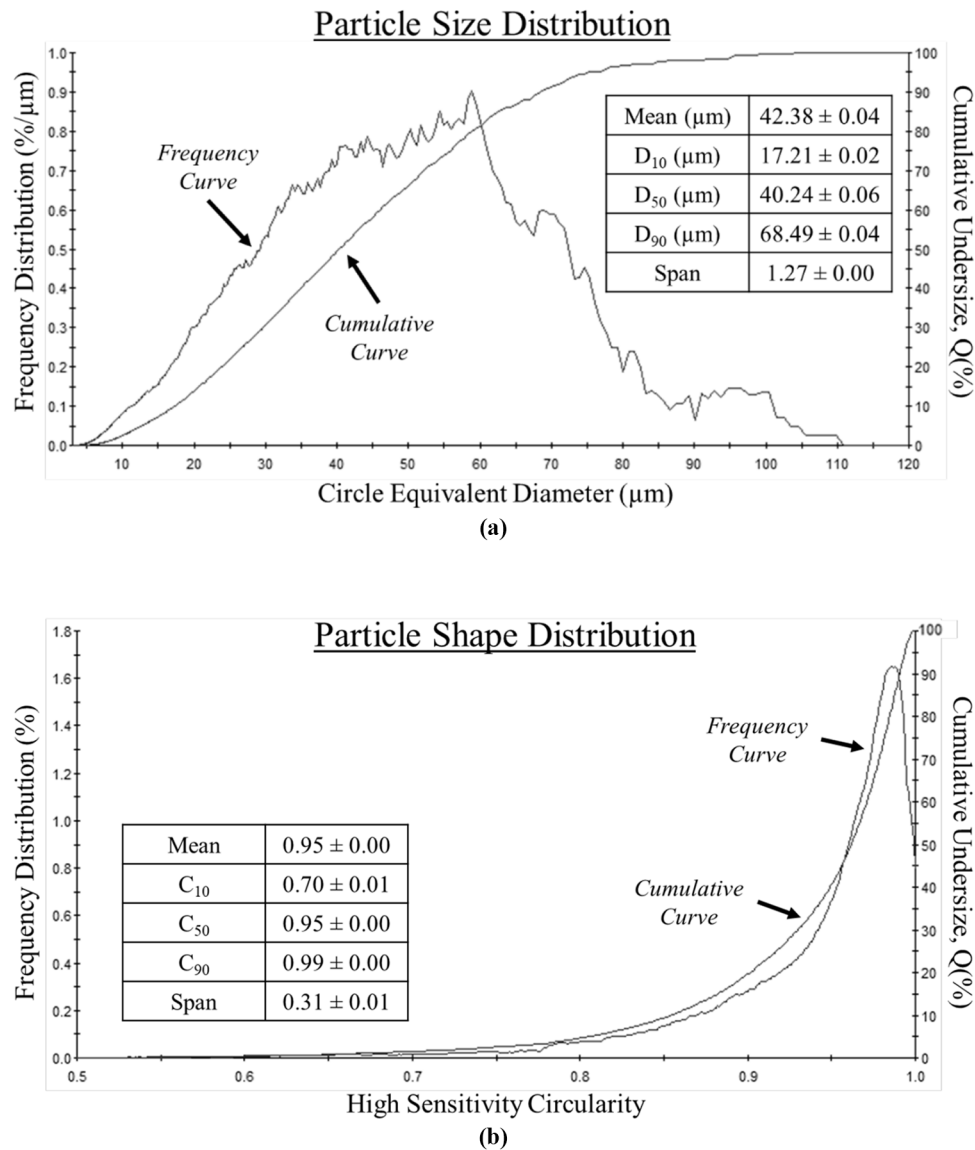 Particle Size Distribution
Frequency Distribution (%/µm)
1.0
0.9
0.8
0.7
0.6
0.5
0.4
0.3
0.2
0.1
0.0
Frequency
Curve
Cumulative
Curve
Mean (µm) 42.38 ± 0.04
D10 (µm) 17.21 ± 0.02
D50 (µm) 40.24 ± 0.06
D90 (µm) 68.49 ± 0.04
Span 1.27 ± 0.00
100
90
80
70
60
50
40
30
20
10
0
Cumulative Undersize, Q(%)
10 20 30 40 50 60 70 80 90 100 110 120
Circle Equivalent Diameter (µm)
(a)
Particle Shape Distribution
Frequency Distribution (%)
1.8
1.6
1.4
1.2
1.0
0.8
0.6
0.4
0.2
0.0
Frequency
Curve
Cumulative
Curve
Mean 0.95 ± 0.00
C10 0.70 ± 0.01
C50 0.95 ± 0.00
C90 0.99 ± 0.00
Span 0.31 ± 0.01
100
90
80
70
60
50
40
30
20
10
0
Cumulative Undersize, Q(%)
0.5 0.6 0.7 0.8 0.9 1.0
High Sensitivity Circularity
(b)